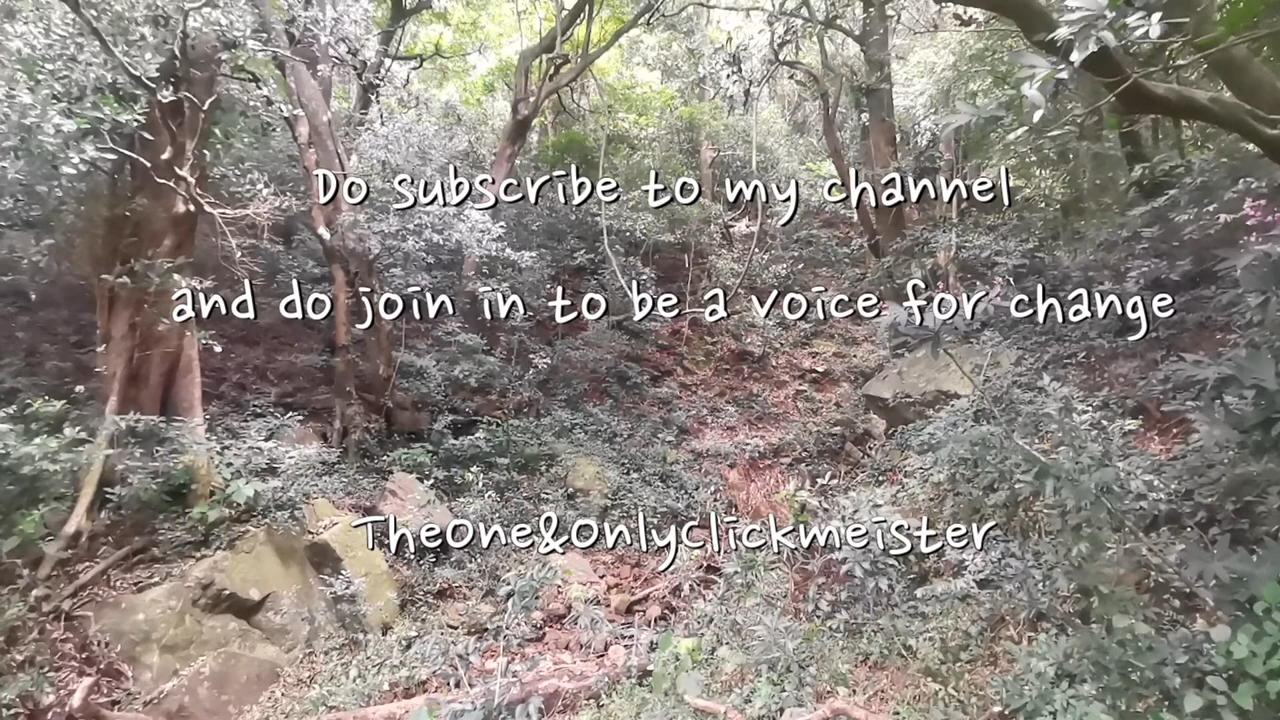 Do subscribe to my channel
and do join in to be a voice for change
Theone&onlyclickmeister